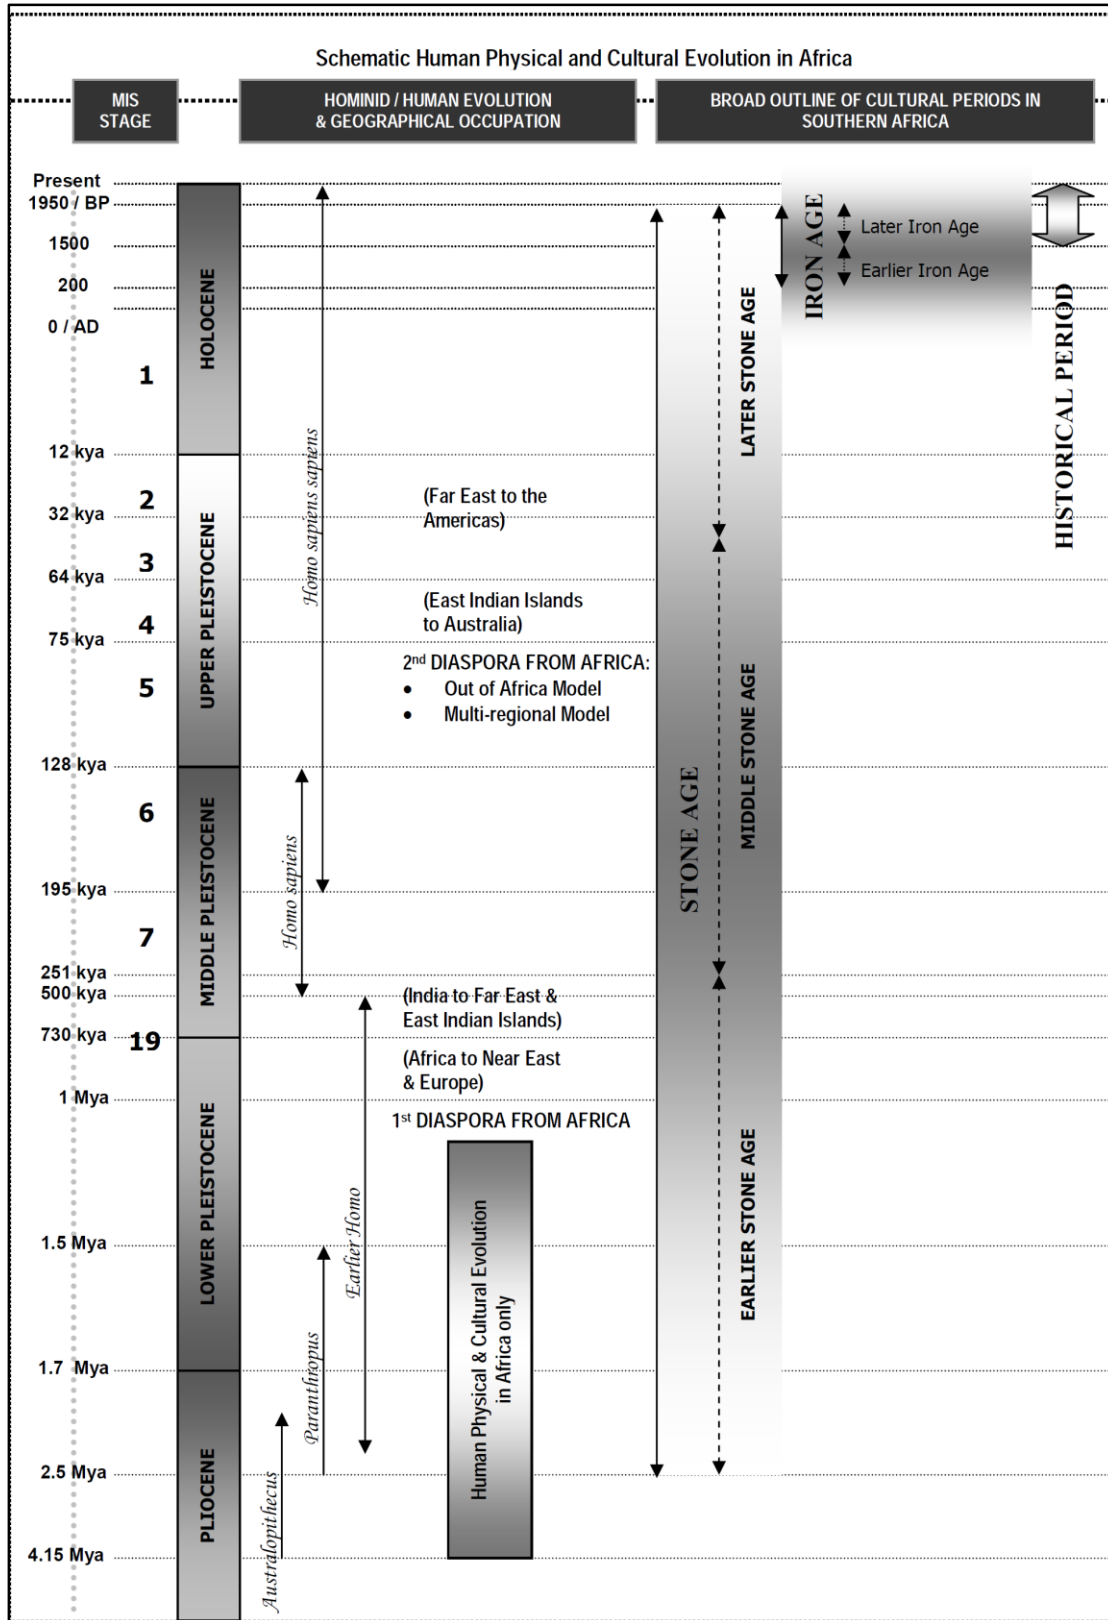 Schematic Human Physical and Cultural Evolution in Africa
MIS
STAGE
HOMINID / HUMAN EVOLUTION
& GEOGRAPHICAL OCCUPATION
BROAD OUTLINE OF CULTURAL PERIODS IN
SOUTHERN AFRICA
Present
1950 / BP
1500
200
0 / AD
12 kya
32 kya
64 kya
75 kya
128 kya
195 kya
251 kya
500 kya
730 kya
1 Mya
1.5 Mya
1.7 Mya
2.5 Mya
4.15 Mya
1
2
3
4
5
6
7
19
HOLOCENE
UPPER PLEISTOCENE
MIDDLE PLEISTOCENE
LOWER PLEISTOCENE
PLIOCENE
Homo sapiens sapiens
Homo sapiens
Earlier Homo
Paranthropus
Australopithecus
(Far East to the
Americas)
(East Indian Islands
to Australia)
2nd DIASPORA FROM AFRICA:
• Out of Africa Model
• Multi-regional Model
(India to Far East &
East Indian Islands)
(Africa to Near East
& Europe)
1st DIASPORA FROM AFRICA
Human Physical & Cultural Evolution
in Africa only
STONE AGE
LATER STONE AGE
MIDDLE STONE AGE
EARLIER STONE AGE
IRON AGE
Later Iron Age
Earlier Iron Age
HISTORICAL PERIOD